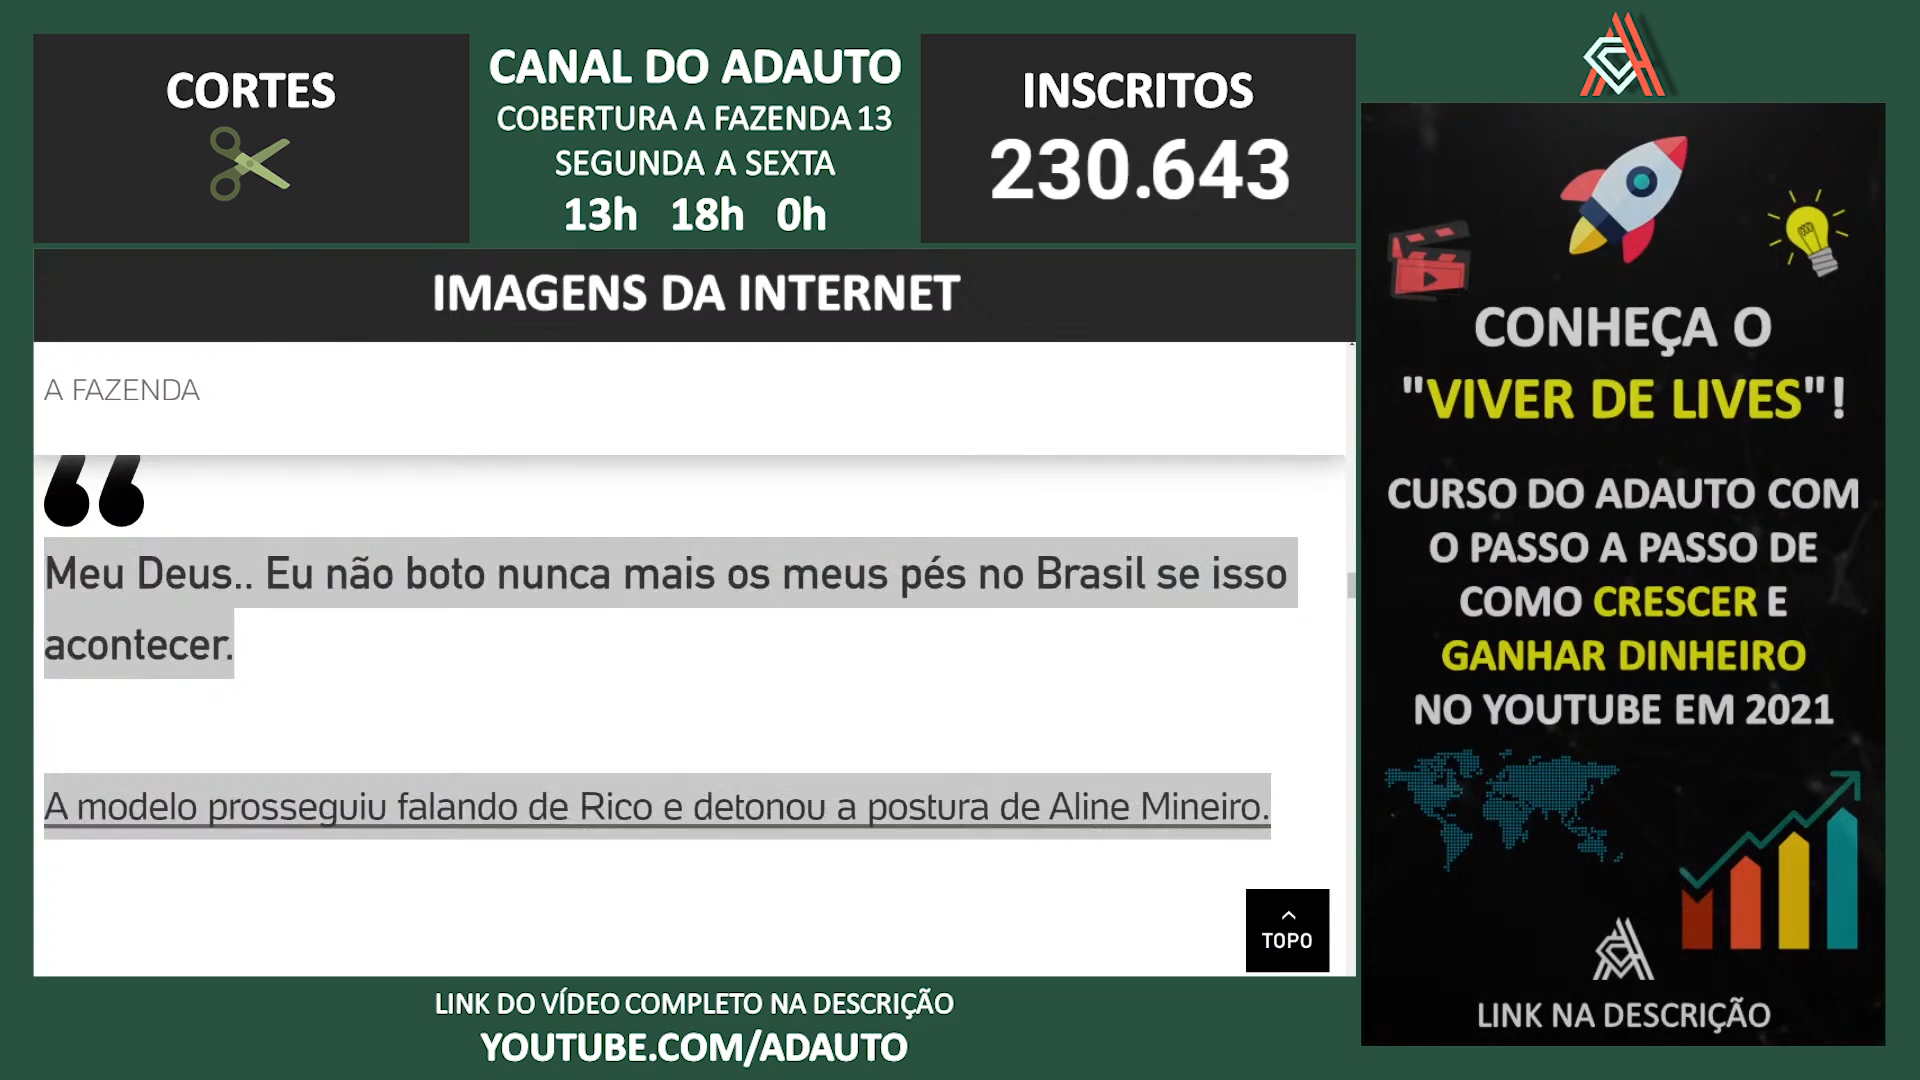 CORTES
CANAL DO ADAUTO
COBERTURA A FAZENDA 13
SEGUNDA A SEXTA
13h 18h 0h
INSCRITOS
230.643
IMAGENS DA INTERNET
A FAZENDA
“
Meu Deus.. Eu não boto nunca mais os meus pés no Brasil se isso
acontecer.
A modelo prosseguiu falando de Rico e detonou a postura de Aline Mineiro.
TOPO
LINK DO VÍDEO COMPLETO NA DESCRIÇÃO
YOUTUBE.COM/ADAUTO
CONHEÇA O
"VIVER DE LIVES"!
CURSO DO ADAUTO COM
O PASSO A PASSO DE
COMO CRESCER E
GANHAR DINHEIRO
NO YOUTUBE EM 2021
LINK NA DESCRIÇÃO